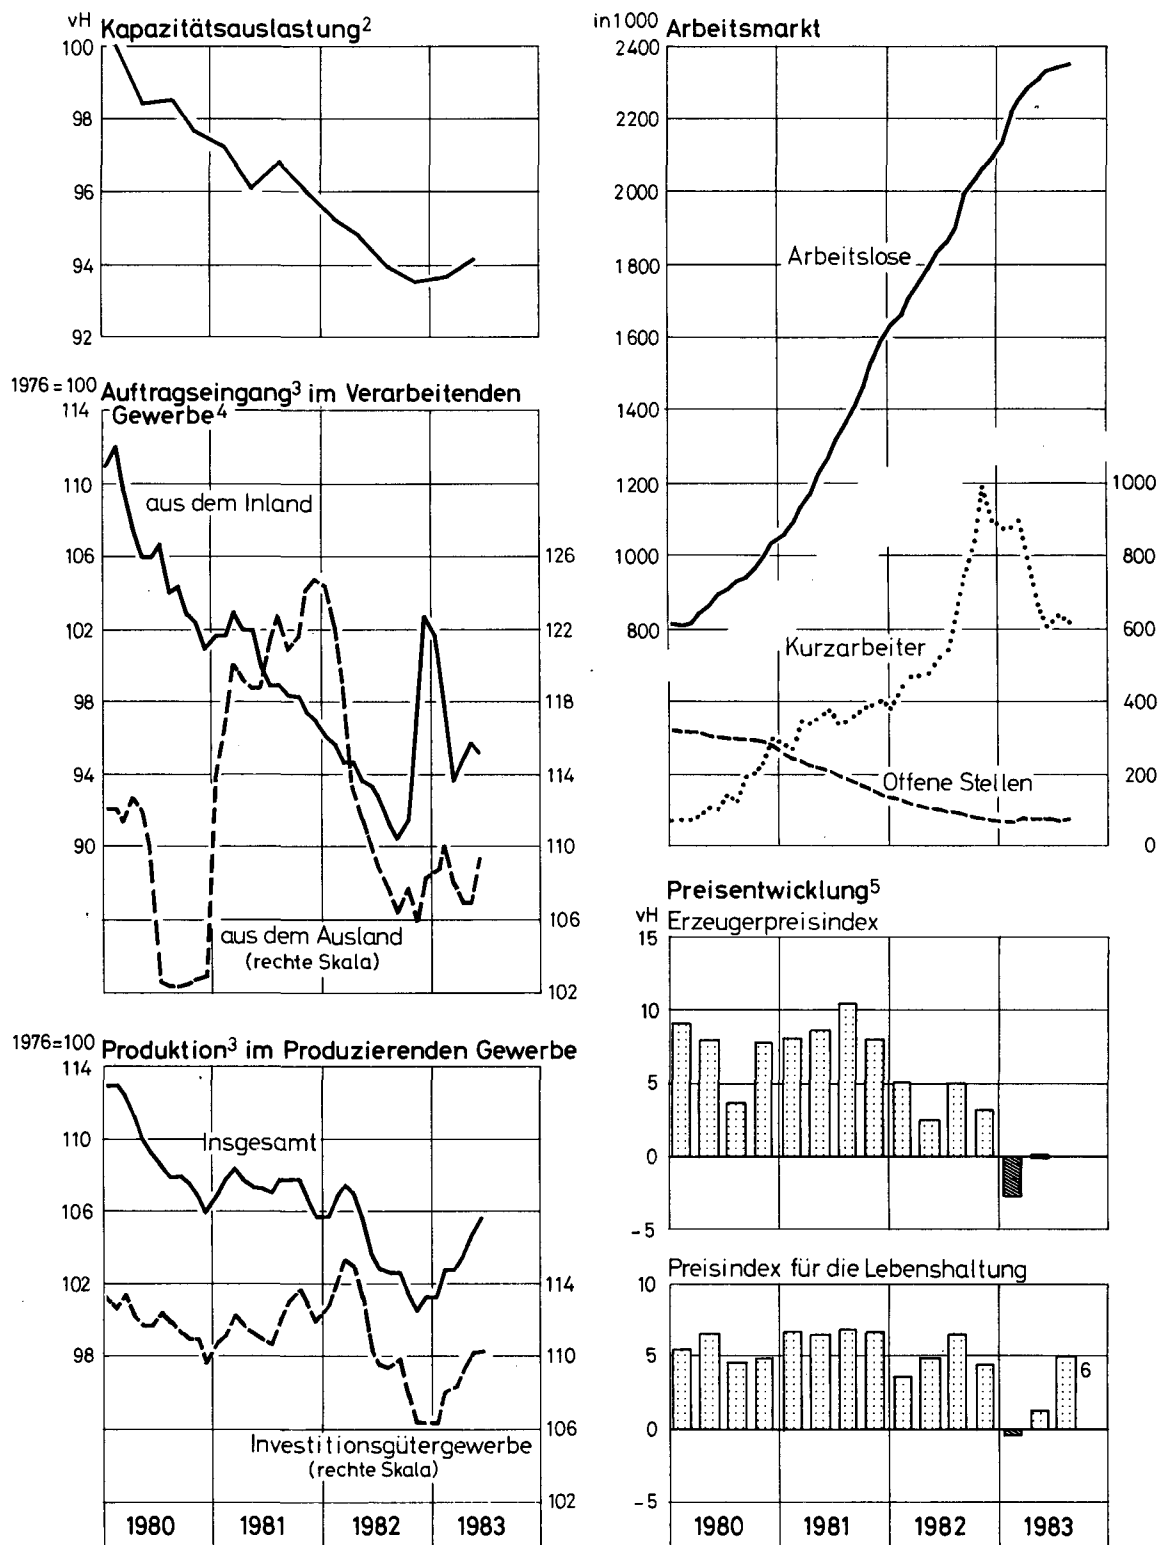 vH Kapazitätsauslastung²
100
98
96
94
92
1976=100 Auftragseingang³ im Verarbeitenden
Gewerbe⁴
114
110
106
102
98
94
90
126
122
118
114
110
106
102
aus dem Inland
aus dem Ausland
(rechte Skala)
1976=100 Produktion³ im Produzierenden Gewerbe
114
110
106
102
98
114
110
106
102
Insgesamt
Investitionsgütergewerbe
(rechte Skala)
1980 1981 1982 1983
in 1000 Arbeitsmarkt
2400
2200
2000
1800
1600
1400
1200
1000
800
1000
800
600
400
200
0
Arbeitslose
Kurzarbeiter
Offene Stellen
Preisentwicklung⁵
vH Erzeugerpreisindex
15
10
5
0
-5
Preisindex für die Lebenshaltung
10
5
0
-5
6
1980 1981 1982 1983